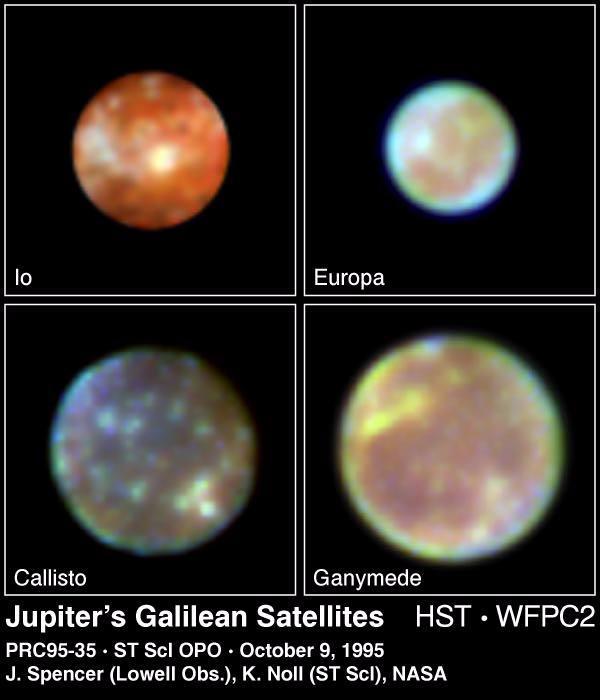 Io
Europa
Callisto
Ganymede
Jupiter's Galilean Satellites HST · WFPC2
PRC95-35 · ST ScI OPO · October 9, 1995
J. Spencer (Lowell Obs.), K. Noll (ST ScI), NASA